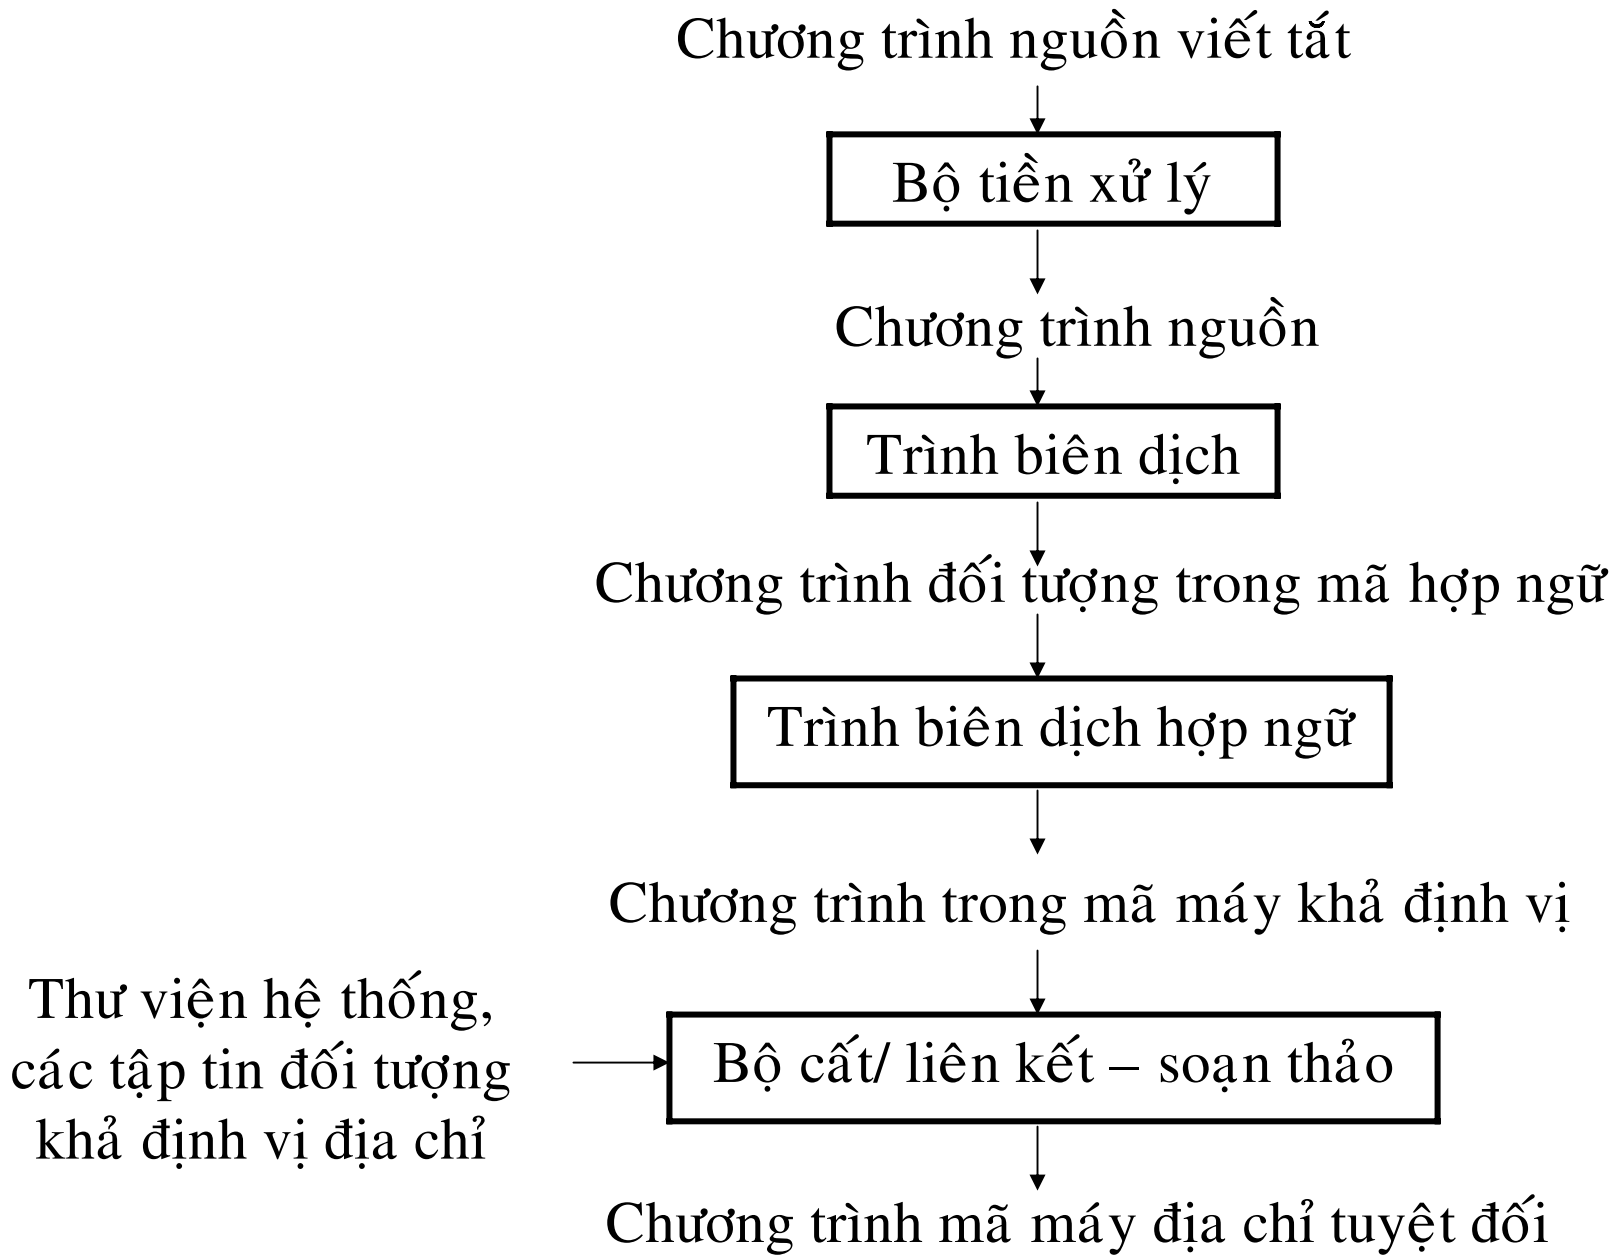 Chương trình nguồn viết tắt
Bộ tiền xử lý
Chương trình nguồn
Trình biên dịch
Chương trình đối tượng trong mã hợp ngữ
Trình biên dịch hợp ngữ
Chương trình trong mã máy khả định vị
Thư viện hệ thống,
các tập tin đối tượng
khả định vị địa chỉ
Bộ cất/ liên kết – soạn thảo
Chương trình mã máy địa chỉ tuyệt đối